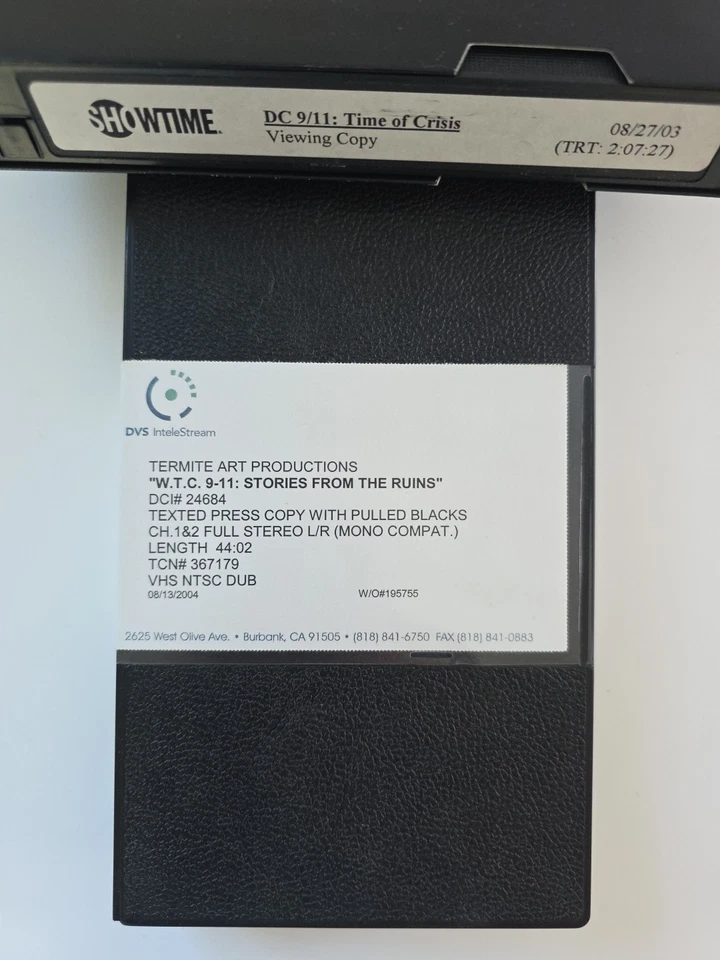 SHOWTIME.
DC 9/11: Time of Crisis
Viewing Copy
08/27/03
(TRT: 2:07:27)
DVS InteleStream
TERMITE ART PRODUCTIONS
"W.T.C. 9-11: STORIES FROM THE RUINS"
DCI# 24684
TEXTED PRESS COPY WITH PULLED BLACKS
CH.1&2 FULL STEREO L/R (MONO COMPAT.)
LENGTH 44:02
TCN# 367179
VHS NTSC DUB
08/13/2004 W/O#195755
2625 West Olive Ave. • Burbank, CA 91505 • (818) 841-6750 FAX (818) 841-0883